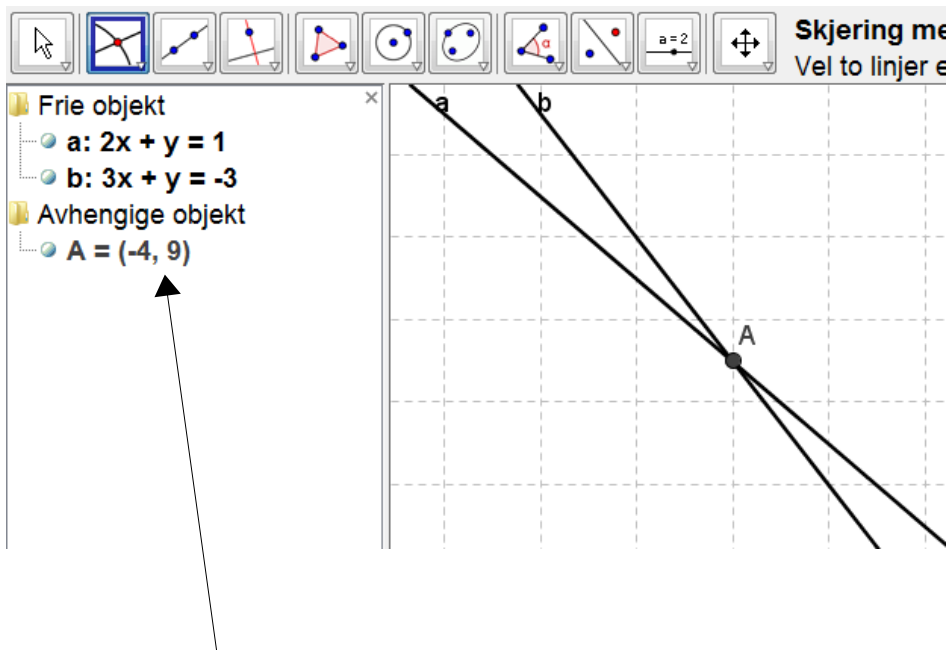 α
a = 2
Skjering me
Vel to linjer e
Frie objekt
a: 2x + y = 1
b: 3x + y = -3
Avhengige objekt
A = (-4, 9)
a
b
A